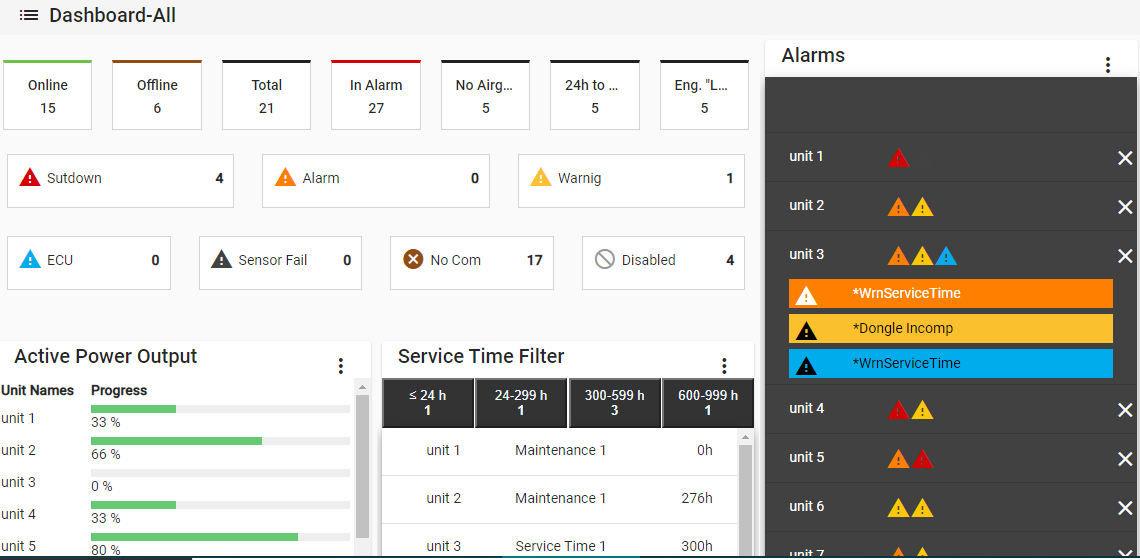 Dashboard-All
Online
15
Offline
6
Total
21
In Alarm
27
No Airg...
5
24h to ...
5
Eng. "L...
5
Sutdown 4
Alarm 0
Warnig 1
ECU 0
Sensor Fail 0
No Com 17
Disabled 4
Active Power Output
Unit Names Progress
unit 1
33 %
unit 2
66 %
unit 3
0 %
unit 4
33 %
unit 5
80 %
Service Time Filter
≤ 24 h
1
24-299 h
1
300-599 h
3
600-999 h
1
unit 1 Maintenance 1 0h
unit 2 Maintenance 1 276h
unit 3 Service Time 1 300h
Alarms
unit 1
unit 2
unit 3
*WrnServiceTime
*Dongle Incomp
*WrnServiceTime
unit 4
unit 5
unit 6
unit 7